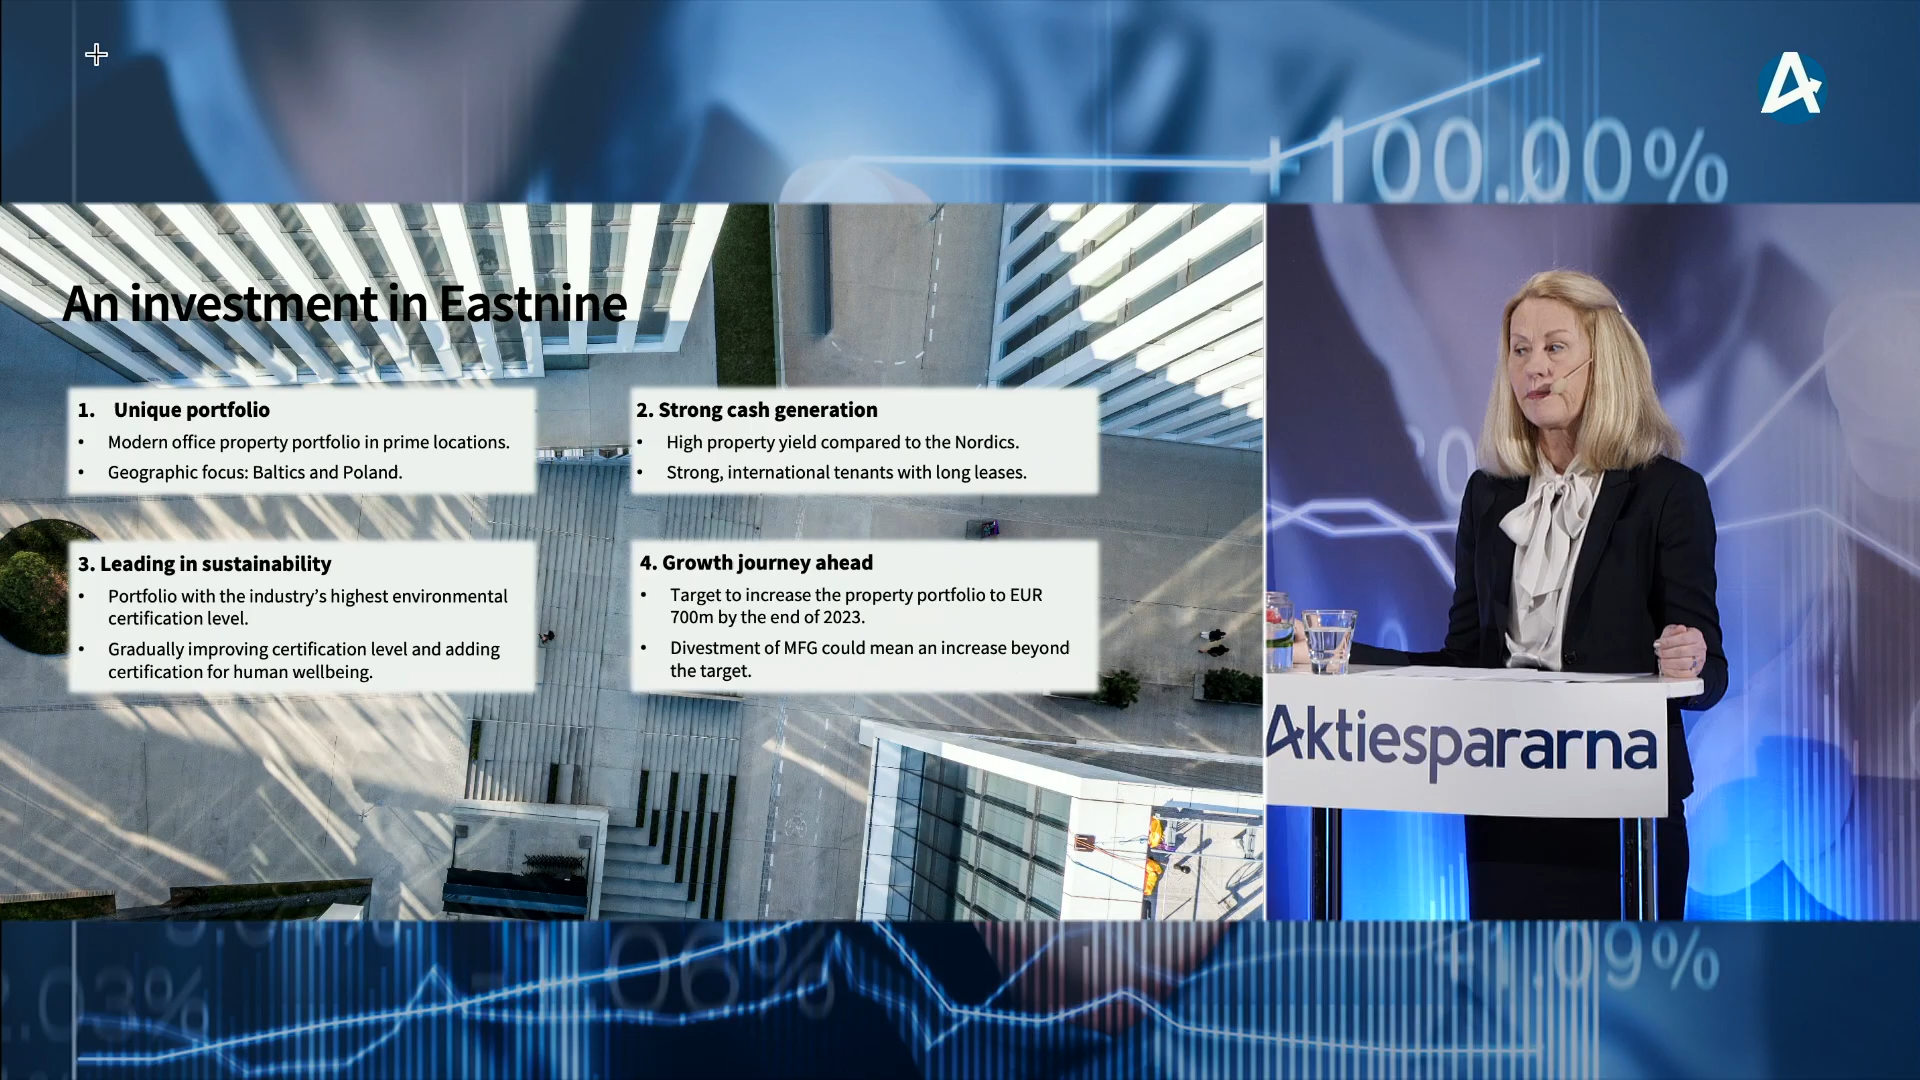 +100.00%
An investment in Eastnine
1. Unique portfolio
• Modern office property portfolio in prime locations.
• Geographic focus: Baltics and Poland.
2. Strong cash generation
• High property yield compared to the Nordics.
• Strong, international tenants with long leases.
3. Leading in sustainability
• Portfolio with the industry’s highest environmental
certification level.
• Gradually improving certification level and adding
certification for human wellbeing.
4. Growth journey ahead
• Target to increase the property portfolio to EUR
700m by the end of 2023.
• Divestment of MFG could mean an increase beyond
the target.
Aktiespararna
+1.09%